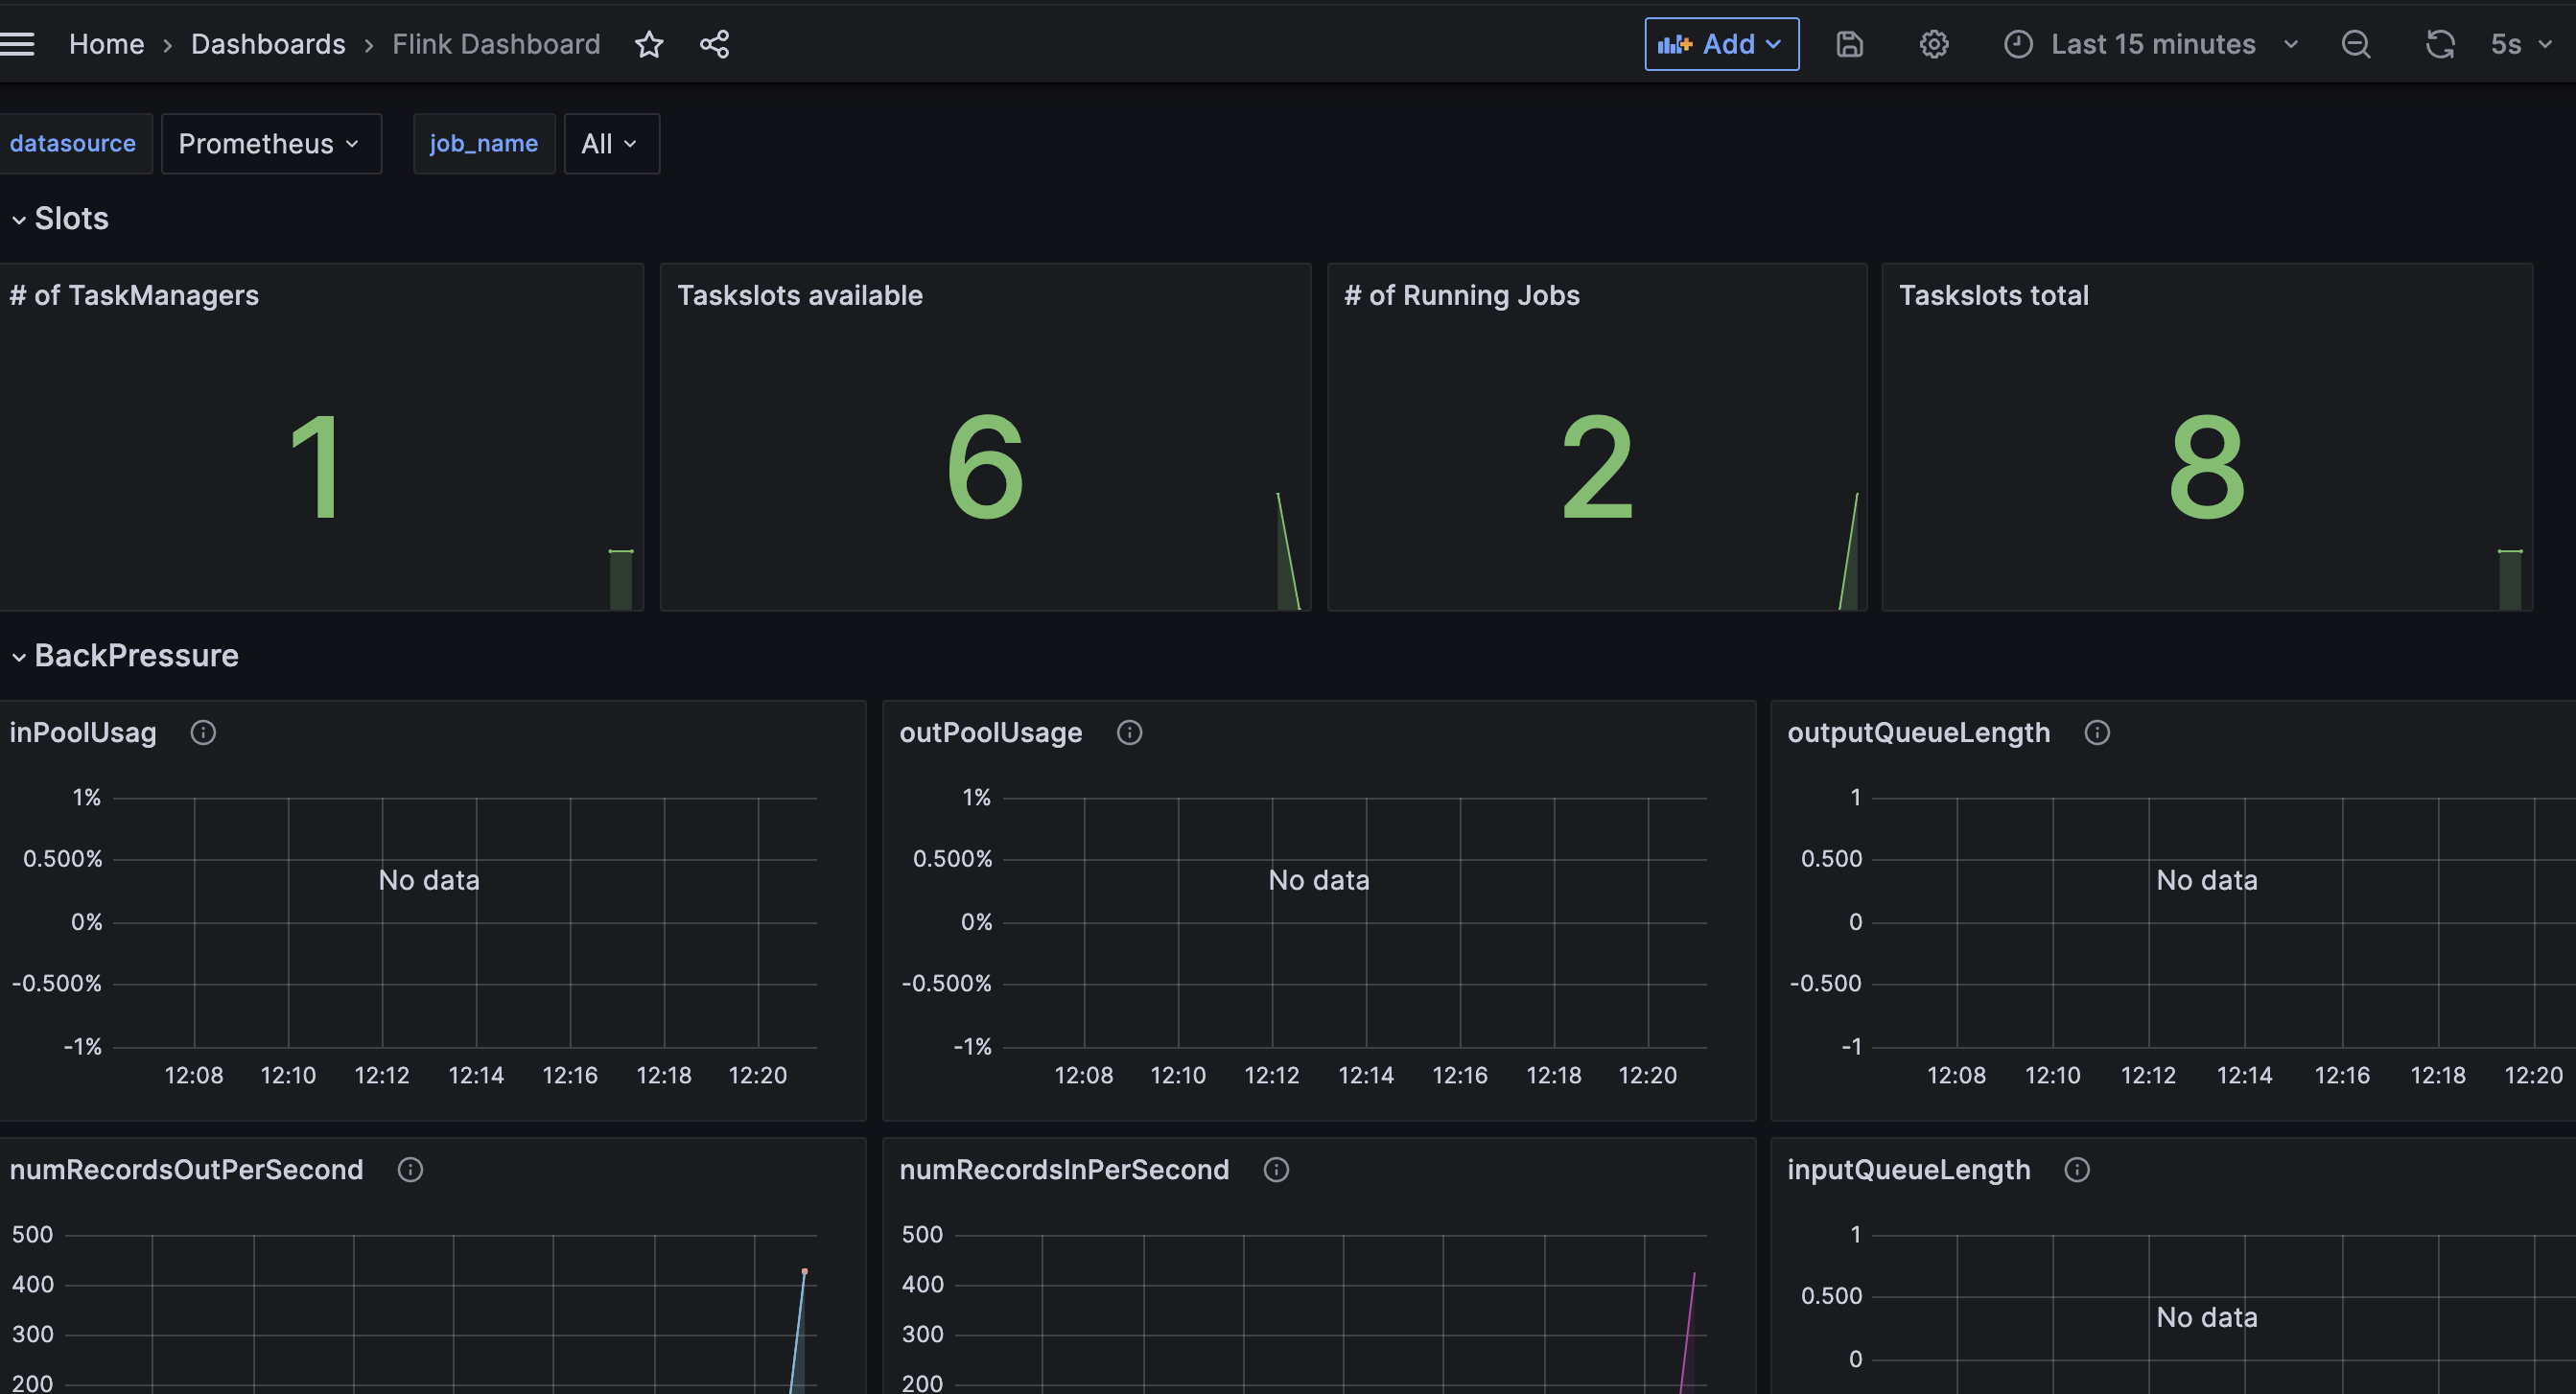 Home › Dashboards › Flink Dashboard
Add
Last 15 minutes
5s
datasource Prometheus job_name All
Slots
# of TaskManagers
1
Taskslots available
6
# of Running Jobs
2
Taskslots total
8
BackPressure
inPoolUsag
1%
0.500%
No data
0%
-0.500%
-1%
12:08 12:10 12:12 12:14 12:16 12:18 12:20
outPoolUsage
1%
0.500%
No data
0%
-0.500%
-1%
12:08 12:10 12:12 12:14 12:16 12:18 12:20
outputQueueLength
1
0.500
No data
0
-0.500
-1
12:08 12:10 12:12 12:14 12:16 12:18 12:20
numRecordsOutPerSecond
500
400
300
200
numRecordsInPerSecond
500
400
300
200
inputQueueLength
1
0.500
No data
0